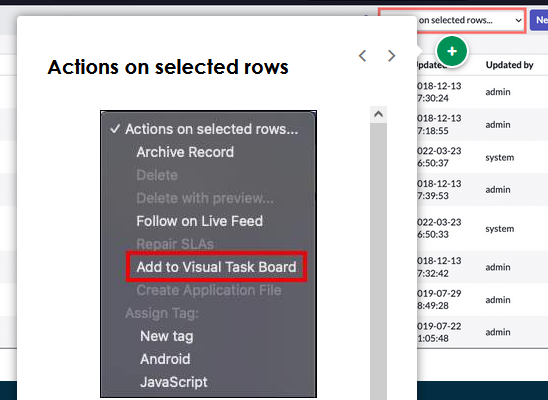 on selected rows...
Ne
Actions on selected rows
Updated
Updated by
✓ Actions on selected rows...
Archive Record
Delete
Delete with preview...
Follow on Live Feed
Repair SLAs
Add to Visual Task Board
Create Application File
Assign Tag:
New tag
Android
JavaScript
018-12-13
7:30:24
admin
018-12-13
7:18:55
admin
022-03-23
6:50:37
system
018-12-13
7:39:53
admin
022-03-23
6:50:33
system
018-12-13
7:32:42
admin
019-07-29
8:49:28
admin
019-07-22
1:05:48
admin